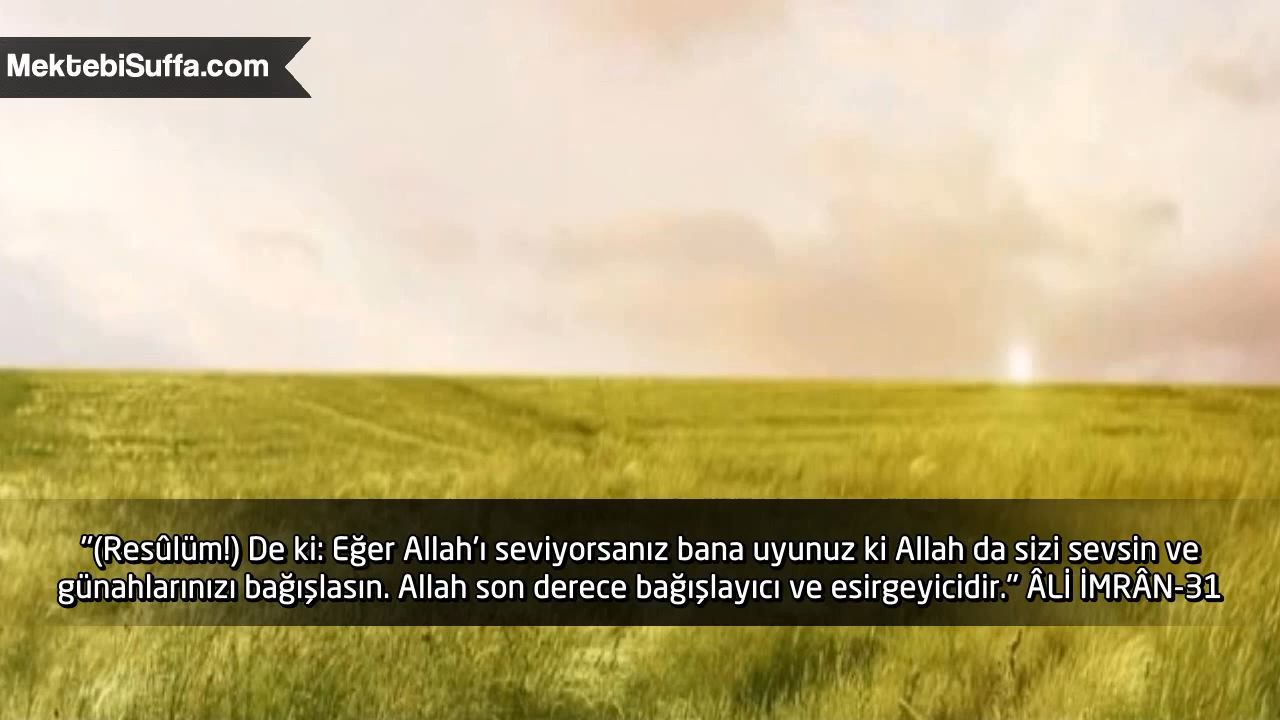 MektebiSuffa.com
"(Resûlüm!) De ki: Eğer Allah'ı seviyorsanız bana uyunuz ki Allah da sizi sevsin ve
günahlarınızı bağışlasın. Allah son derece bağışlayıcı ve esirgeyicidir." ÂLİ İMRÂN-31